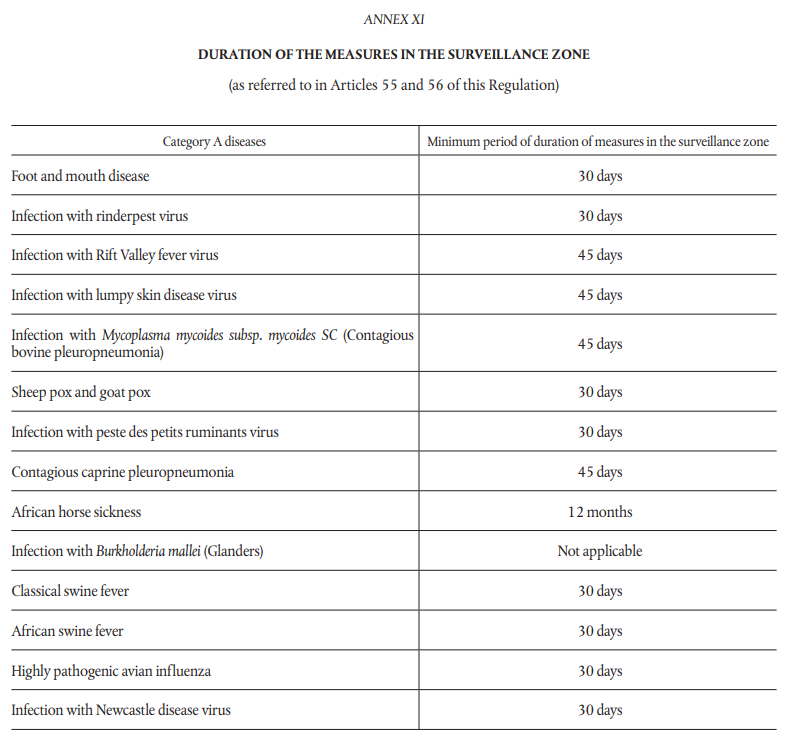 ANNEX XI
DURATION OF THE MEASURES IN THE SURVEILLANCE ZONE
(as referred to in Articles 55 and 56 of this Regulation)
Category A diseases Minimum period of duration of measures in the surveillance zone
Foot and mouth disease 30 days
Infection with rinderpest virus 30 days
Infection with Rift Valley fever virus 45 days
Infection with lumpy skin disease virus 45 days
Infection with Mycoplasma mycoides subsp. mycoides SC (Contagious
bovine pleuropneumonia) 45 days
Sheep pox and goat pox 30 days
Infection with peste des petits ruminants virus 30 days
Contagious caprine pleuropneumonia 45 days
African horse sickness 12 months
Infection with Burkholderia mallei (Glanders) Not applicable
Classical swine fever 30 days
African swine fever 30 days
Highly pathogenic avian influenza 30 days
Infection with Newcastle disease virus 30 days